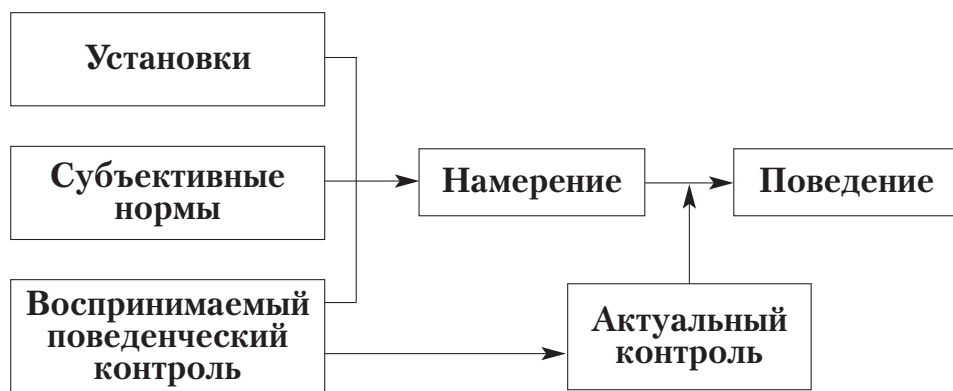 Установки
Субъективные
нормы
Намерение
Поведение
Воспринимаемый
поведенческий
контроль
Актуальный
контроль